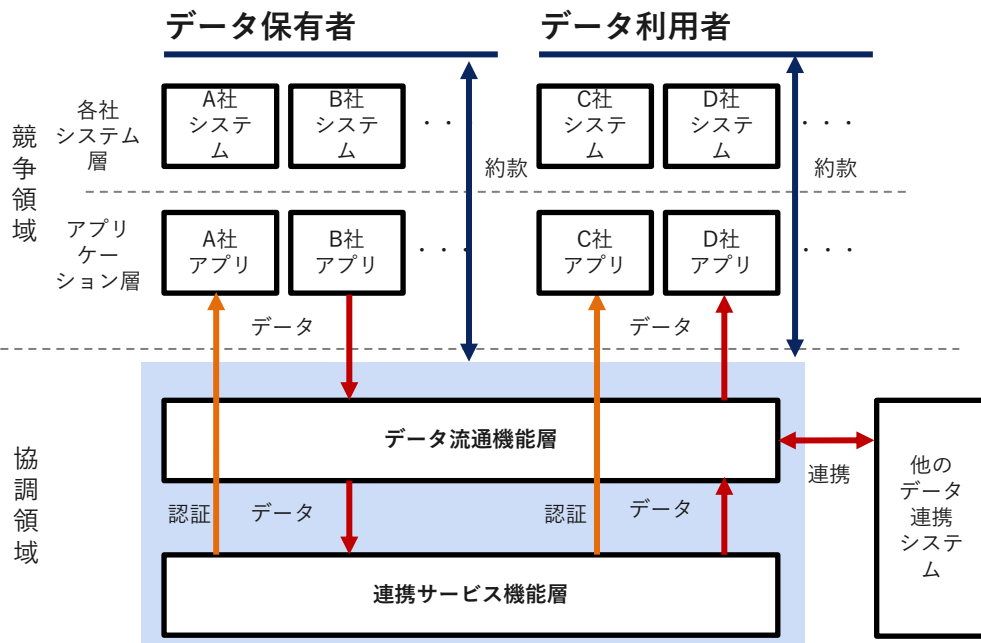 データ保有者
データ利用者
競争領域
各社
システム
層
A社
システ
ム
B社
システ
ム
・・
約款
C社
システ
ム
D社
システ
ム
・・・
約款
アプリ
ケー
ション層
A社
アプリ
B社
アプリ
・・・
C社
アプリ
D社
アプリ
・・・
データ
データ
協調領域
データ流通機能層
連携
他の
データ
連携
システ
ム
認証
データ
認証
データ
連携サービス機能層